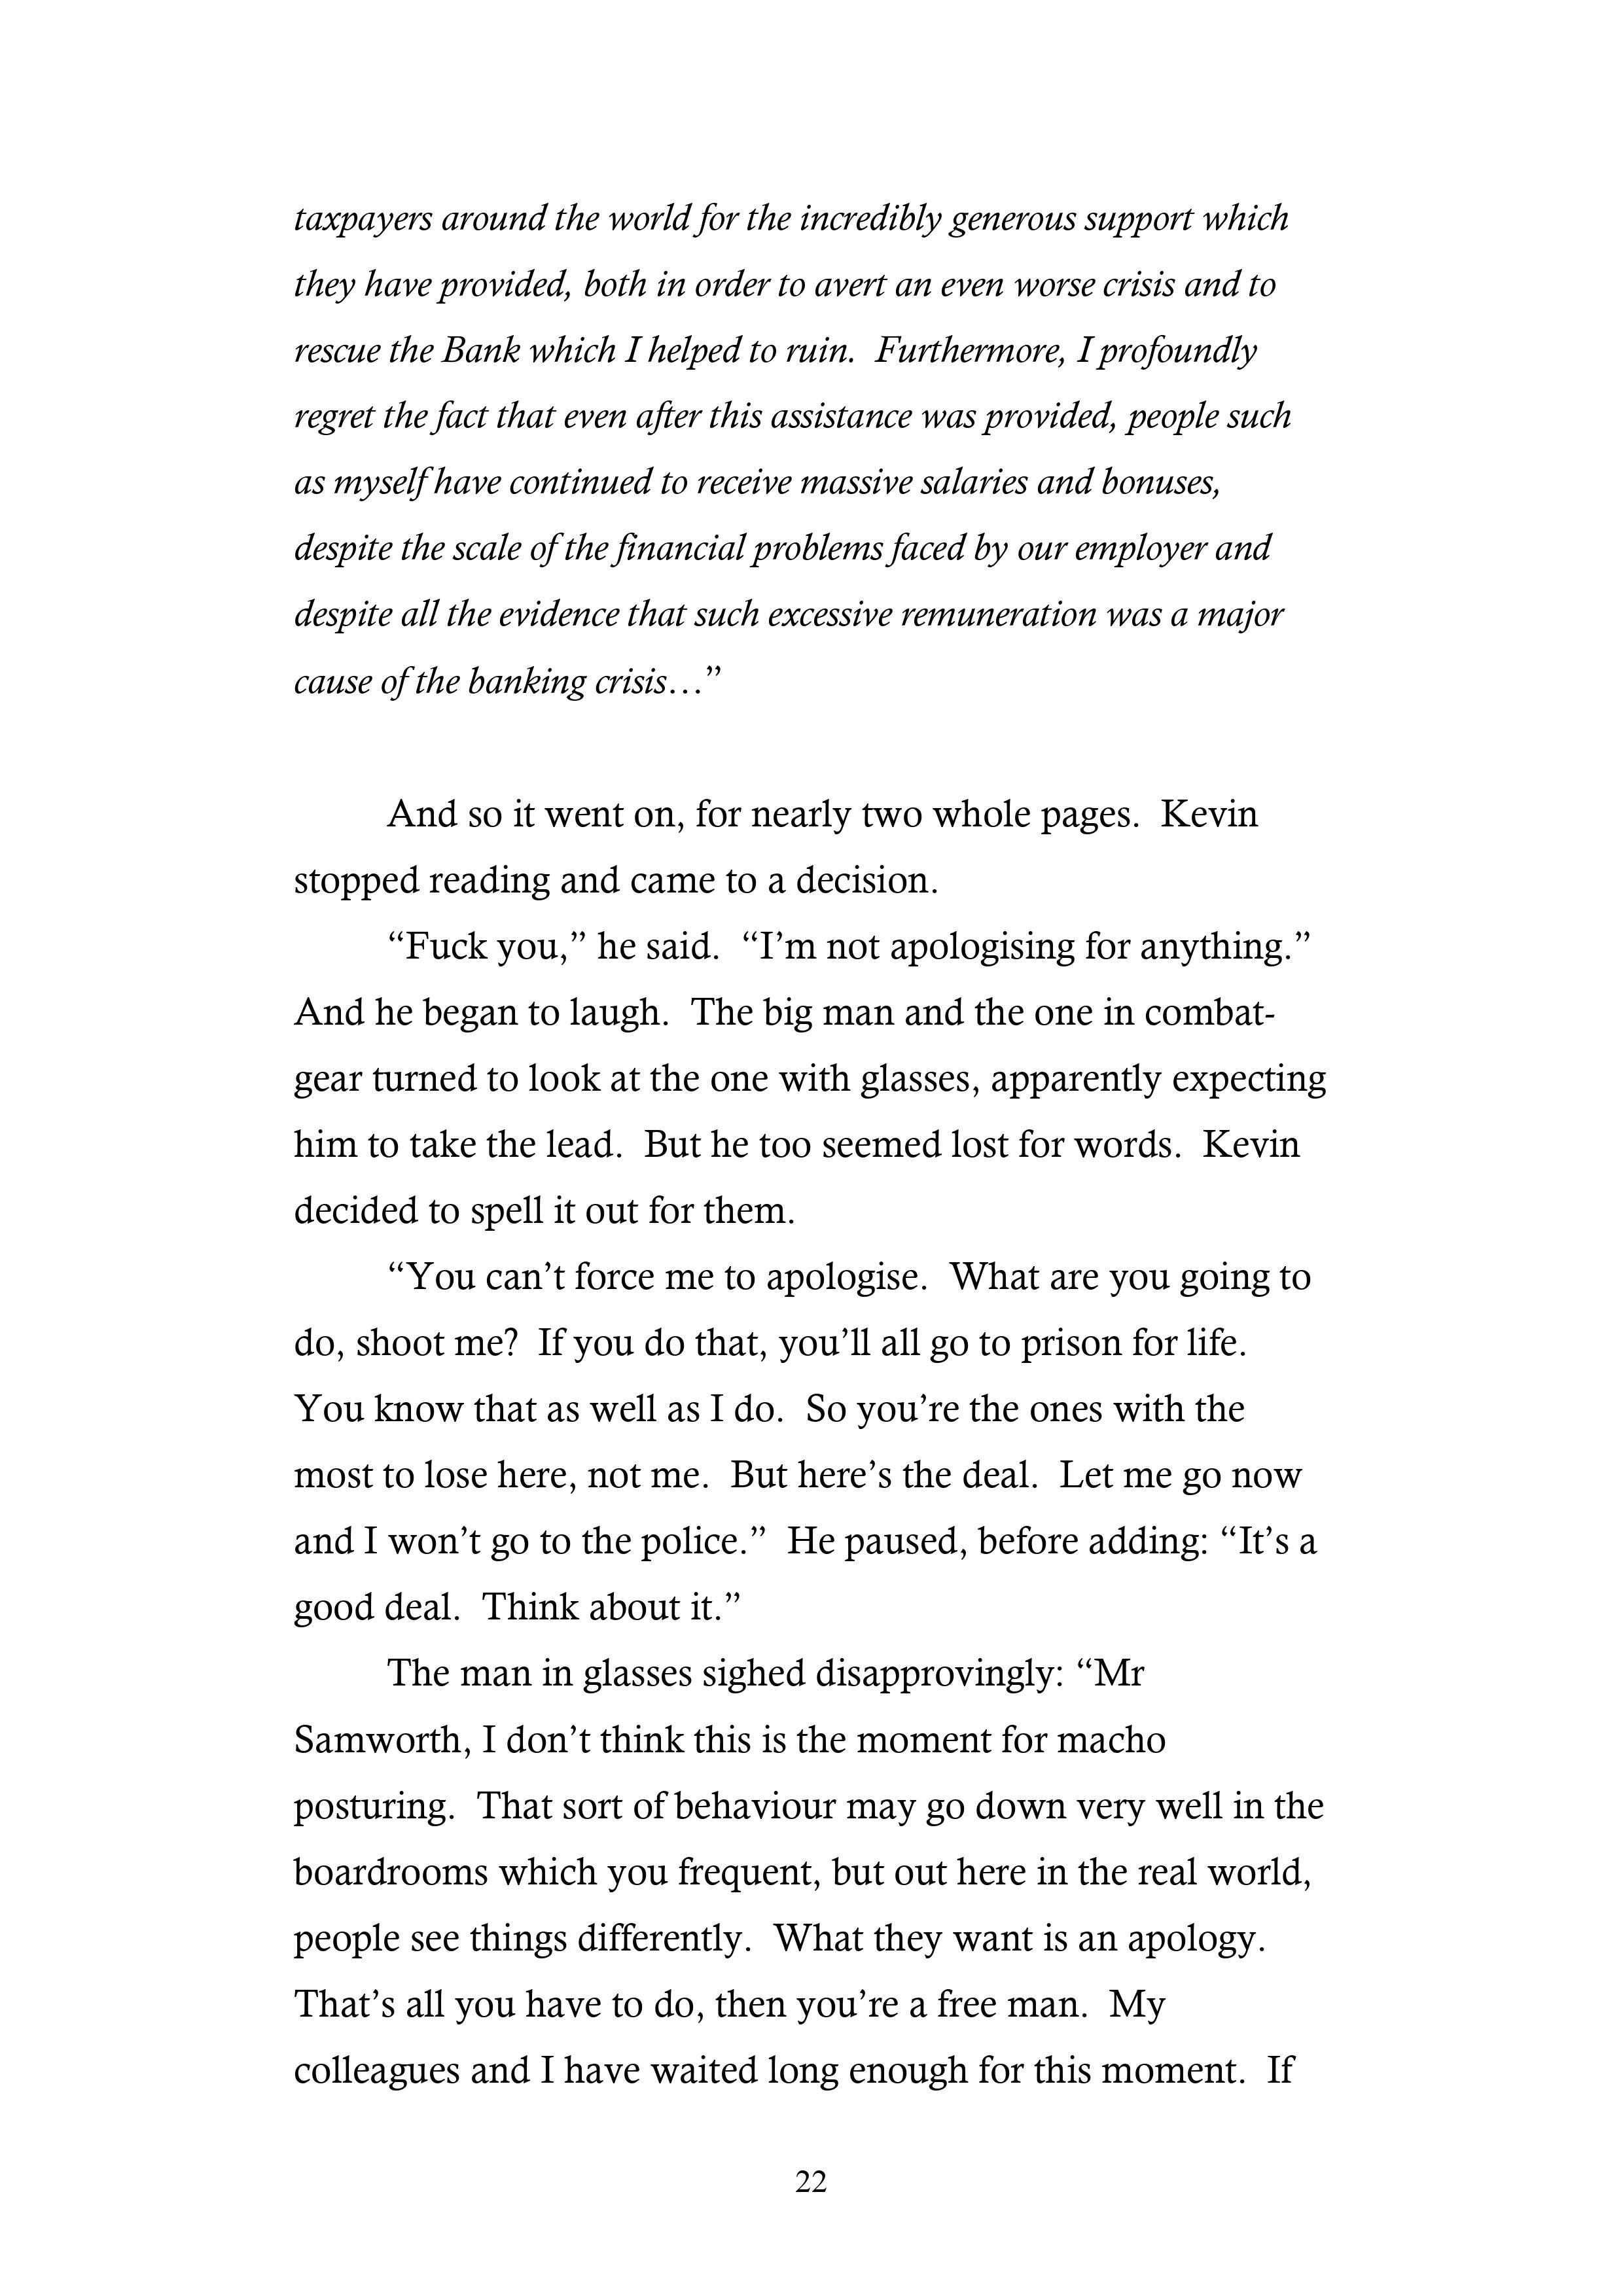 taxpayers around the world for the incredibly generous support which
they have provided, both in order to avert an even worse crisis and to
rescue the Bank which I helped to ruin.  Furthermore, I profoundly
regret the fact that even after this assistance was provided, people such
as myself have continued to receive massive salaries and bonuses,
despite the scale of the financial problems faced by our employer and
despite all the evidence that such excessive remuneration was a major
cause of the banking crisis…”
And so it went on, for nearly two whole pages.  Kevin
stopped reading and came to a decision.
“Fuck you,” he said.  “I’m not apologising for anything.”
And he began to laugh.  The big man and the one in combat-
gear turned to look at the one with glasses, apparently expecting
him to take the lead.  But he too seemed lost for words.  Kevin
decided to spell it out for them.
“You can’t force me to apologise.  What are you going to
do, shoot me?  If you do that, you’ll all go to prison for life.
You know that as well as I do.  So you’re the ones with the
most to lose here, not me.  But here’s the deal.  Let me go now
and I won’t go to the police.”  He paused, before adding: “It’s a
good deal.  Think about it.”
The man in glasses sighed disapprovingly: “Mr
Samworth, I don’t think this is the moment for macho
posturing.  That sort of behaviour may go down very well in the
boardrooms which you frequent, but out here in the real world,
people see things differently.  What they want is an apology.
That’s all you have to do, then you’re a free man.  My
colleagues and I have waited long enough for this moment.  If
22